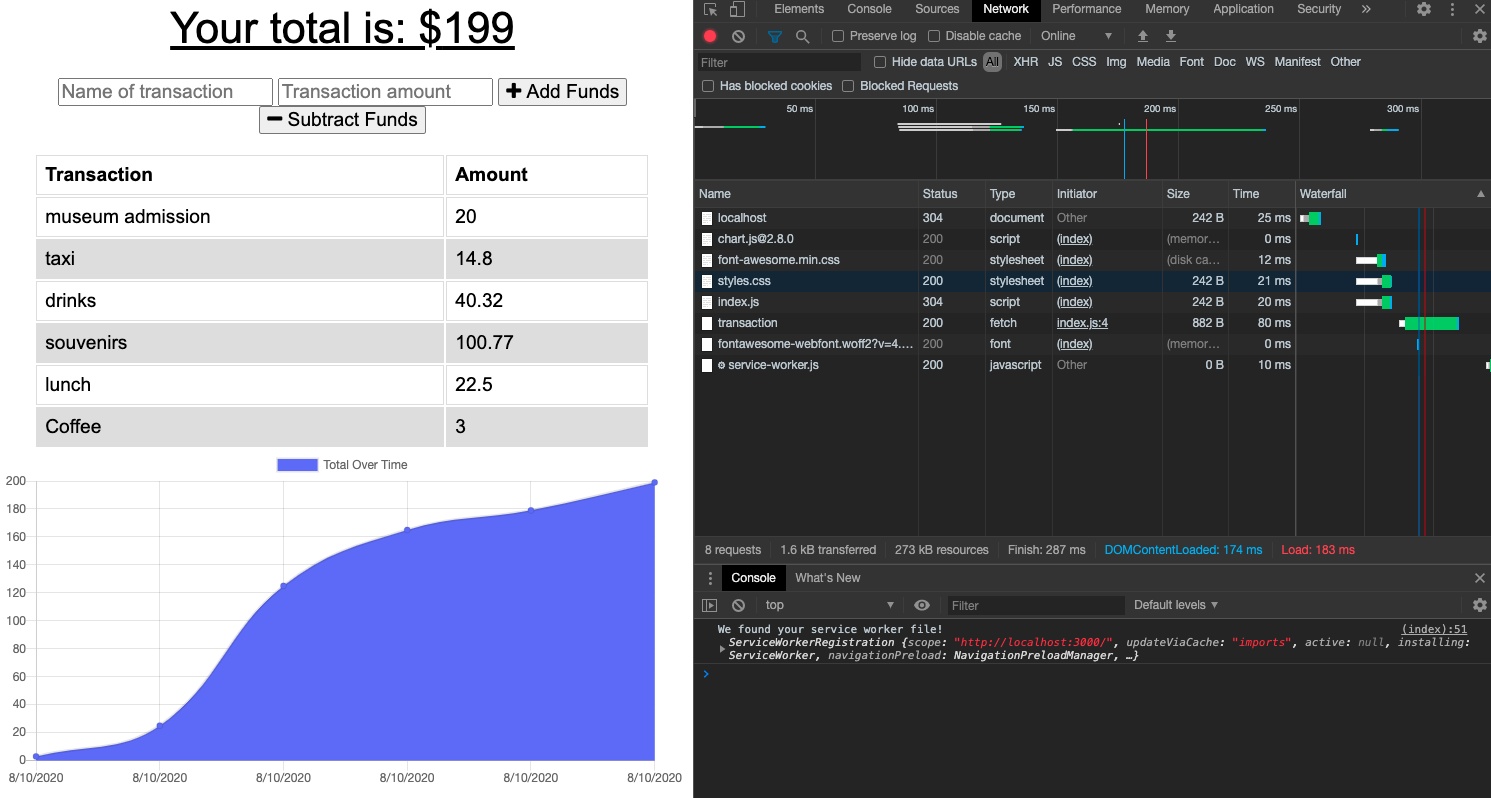 Your total is: $199
Name of transaction Transaction amount Add Funds
Subtract Funds
Transaction Amount
museum admission 20
taxi 14.8
drinks 40.32
souvenirs 100.77
lunch 22.5
Coffee 3
Total Over Time
200
180
160
140
120
100
80
60
40
20
0
8/10/2020 8/10/2020 8/10/2020 8/10/2020 8/10/2020 8/10/2020
Elements Console Sources Network Performance Memory Application Security »
Preserve log Disable cache Online
Filter Hide data URLs All XHR JS CSS Img Media Font Doc WS Manifest Other
Has blocked cookies Blocked Requests
50 ms 100 ms 150 ms 200 ms 250 ms 300 ms
Name Status Type Initiator Size Time Waterfall
localhost 304 document Other 242 B 25 ms
chart.js@2.8.0 200 script (index) (memor... 0 ms
font-awesome.min.css 200 stylesheet (index) (disk ca... 12 ms
styles.css 200 stylesheet (index) 242 B 21 ms
index.js 304 script (index) 242 B 20 ms
transaction 200 fetch index.js:4 882 B 80 ms
fontawesome-webfont.woff2?v=4.... 200 font (index) (memor... 0 ms
service-worker.js 200 javascript Other 0 B 10 ms
8 requests 1.6 kB transferred 273 kB resources Finish: 287 ms DOMContentLoaded: 174 ms Load: 183 ms
Console What's New
top Filter Default levels
We found your service worker file! (index):51
ServiceWorkerRegistration {scope: "http://localhost:3000/", updateViaCache: "imports", active: null, installing:
ServiceWorker, navigationPreload: NavigationPreloadManager, …}